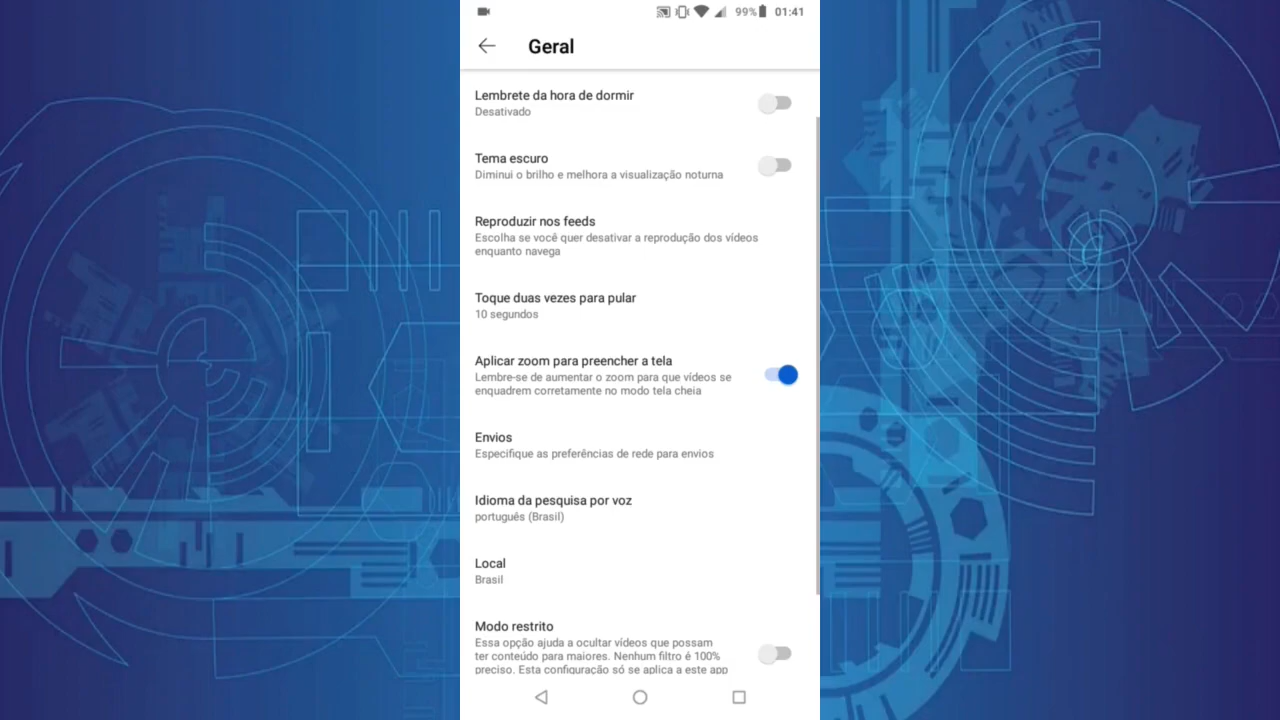 99% 01:41
Geral
Lembrete da hora de dormir
Desativado
Tema escuro
Diminui o brilho e melhora a visualização noturna
Reproduzir nos feeds
Escolha se você quer desativar a reprodução dos vídeos
enquanto navega
Toque duas vezes para pular
10 segundos
Aplicar zoom para preencher a tela
Lembre-se de aumentar o zoom para que vídeos se
enquadrem corretamente no modo tela cheia
Envios
Especifique as preferências de rede para envios
Idioma da pesquisa por voz
português (Brasil)
Local
Brasil
Modo restrito
Essa opção ajuda a ocultar vídeos que possam
ter conteúdo para maiores. Nenhum filtro é 100%
preciso. Esta configuração só se aplica a este app